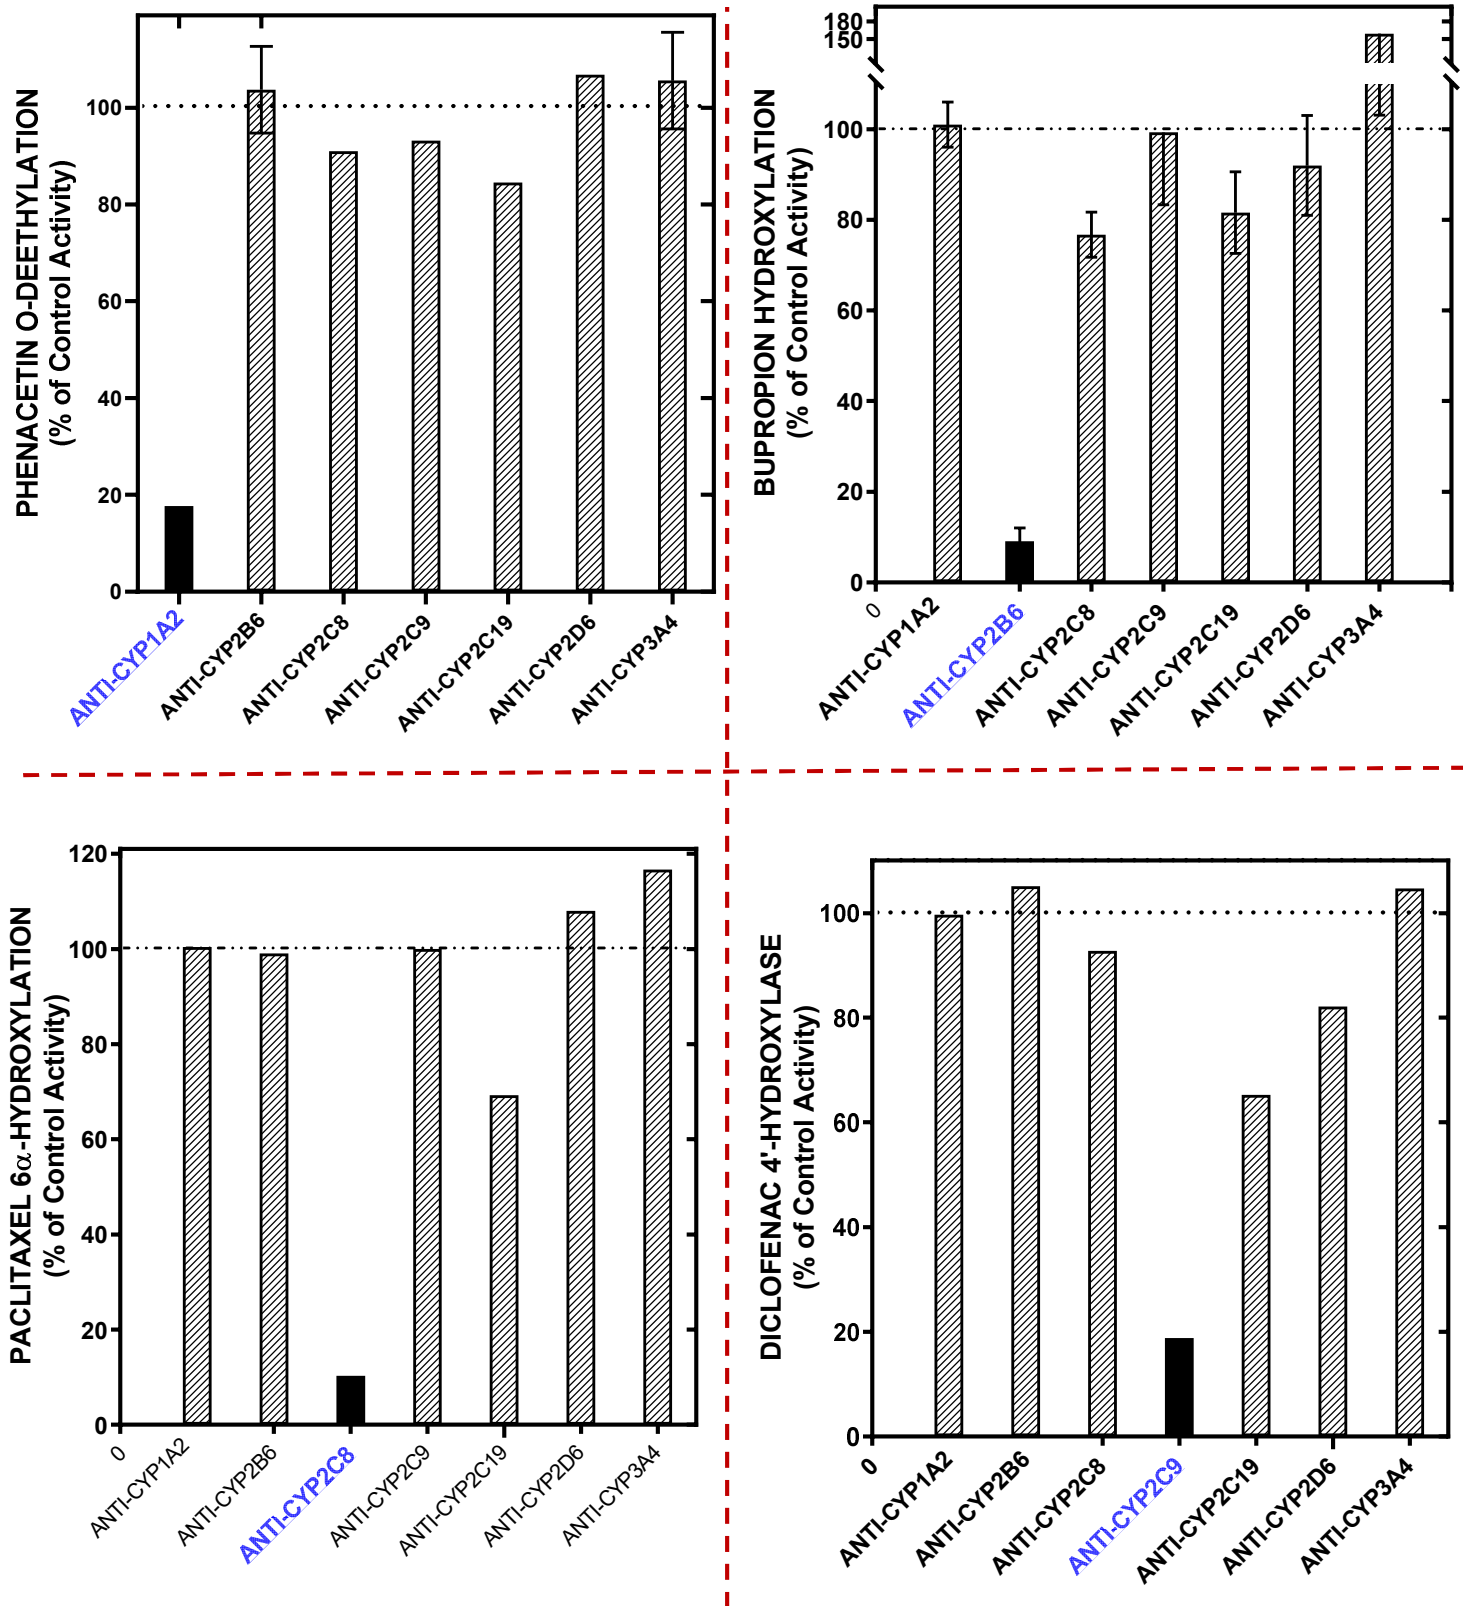 PHENACETIN O-DEETHYLATION
(% of Control Activity)
100
80
60
40
20
0
ANTI-CYP1A2
ANTI-CYP2B6
ANTI-CYP2C8
ANTI-CYP2C9
ANTI-CYP2C19
ANTI-CYP2D6
ANTI-CYP3A4
BUPROPION HYDROXYLATION
(% of Control Activity)
180
150
100
80
60
40
20
0
0
ANTI-CYP1A2
ANTI-CYP2B6
ANTI-CYP2C8
ANTI-CYP2C9
ANTI-CYP2C19
ANTI-CYP2D6
ANTI-CYP3A4
PACLITAXEL 6α-HYDROXYLATION
(% of Control Activity)
120
100
80
60
40
20
0
0
ANTI-CYP1A2
ANTI-CYP2B6
ANTI-CYP2C8
ANTI-CYP2C9
ANTI-CYP2C19
ANTI-CYP2D6
ANTI-CYP3A4
DICLOFENAC 4'-HYDROXYLASE
(% of Control Activity)
100
80
60
40
20
0
0
ANTI-CYP1A2
ANTI-CYP2B6
ANTI-CYP2C8
ANTI-CYP2C9
ANTI-CYP2C19
ANTI-CYP2D6
ANTI-CYP3A4